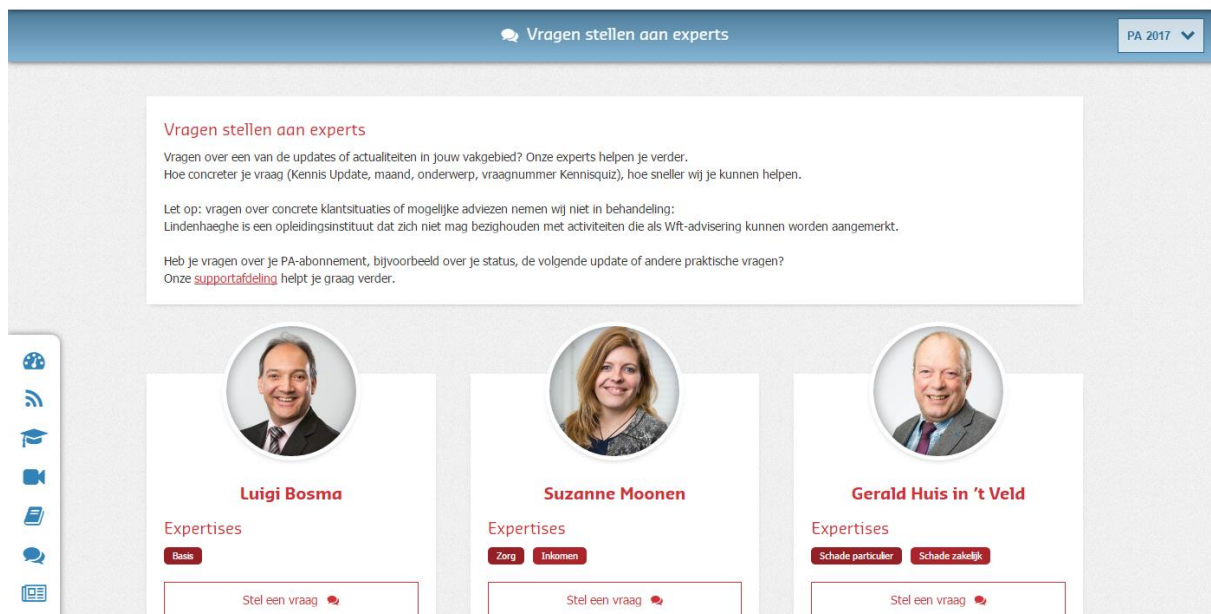 Vragen stellen aan experts
PA 2017
Vragen stellen aan experts
Vragen over een van de updates of actualiteiten in jouw vakgebied? Onze experts helpen je verder.
Hoe concreter je vraag (Kennis Update, maand, onderwerp, vraagnummer Kennisquiz), hoe sneller wij je kunnen helpen.
Let op: vragen over concrete klantsituaties of mogelijke adviezen nemen wij niet in behandeling:
Lindenhaeghe is een opleidingsinstituut dat zich niet mag bezighouden met activiteiten die als Wft-advisering kunnen worden aangemerkt.
Heb je vragen over je PA-abonnement, bijvoorbeeld over je status, de volgende update of andere praktische vragen?
Onze supportafdeling helpt je graag verder.
Luigi Bosma
Expertises
Basis
Stel een vraag
Suzanne Moonen
Expertises
Zorg Inkomen
Stel een vraag
Gerald Huis in 't Veld
Expertises
Schade particulier Schade zakelijk
Stel een vraag